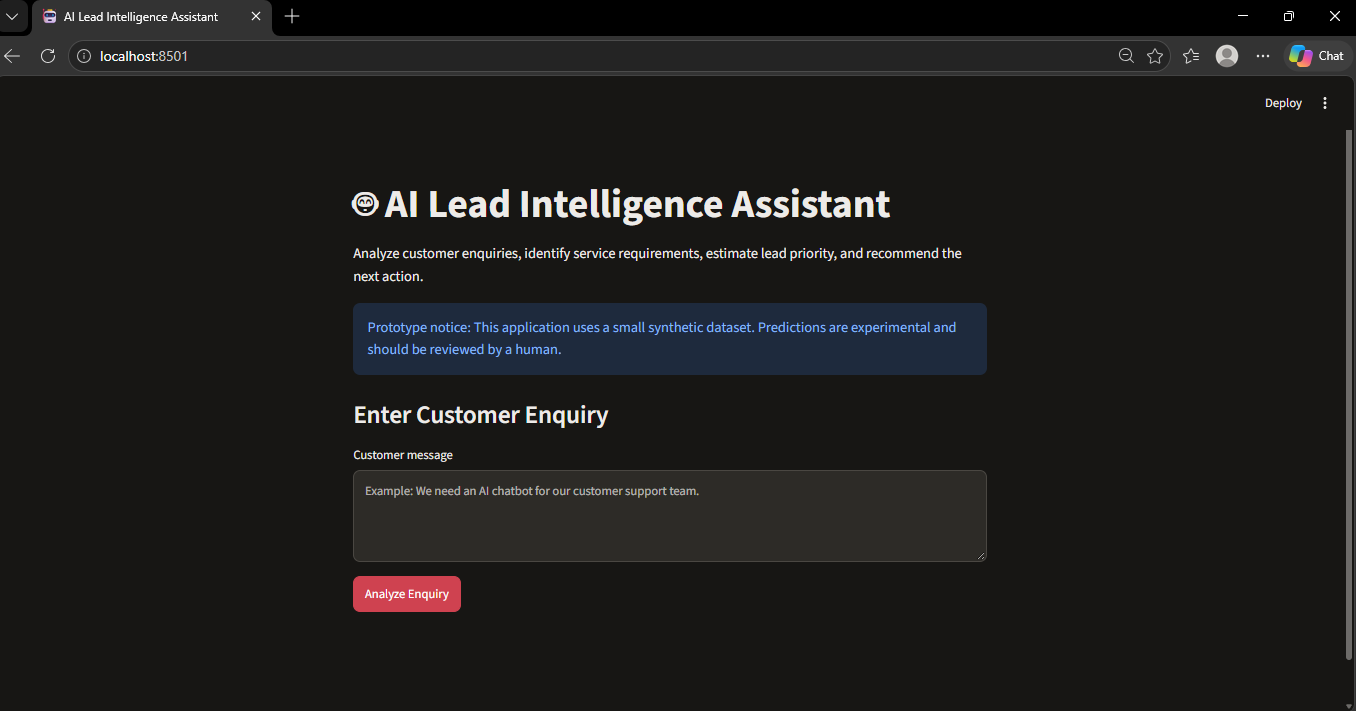 AI Lead Intelligence Assistant
localhost:8501
Chat
Deploy
AI Lead Intelligence Assistant
Analyze customer enquiries, identify service requirements, estimate lead priority, and recommend the
next action.
Prototype notice: This application uses a small synthetic dataset. Predictions are experimental and
should be reviewed by a human.
Enter Customer Enquiry
Customer message
Example: We need an AI chatbot for our customer support team.
Analyze Enquiry